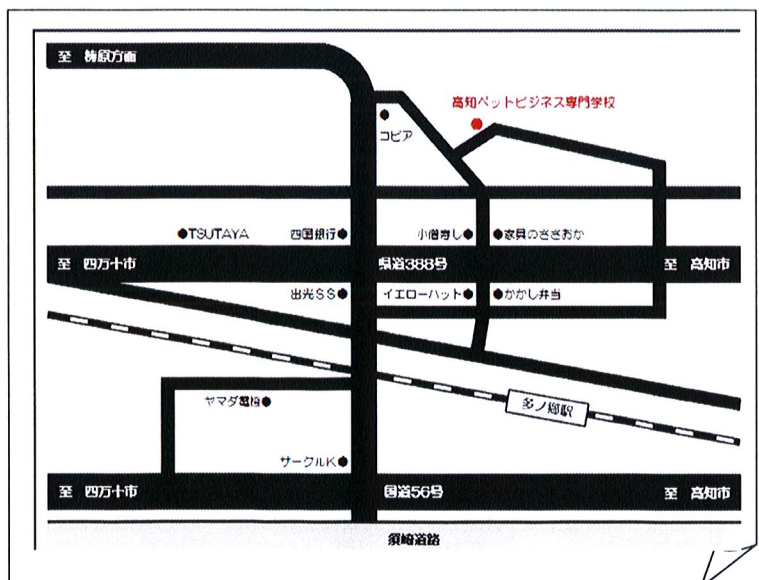 至 梼原方面
高知ペットビジネス専門学校
コピア
●TSUTAYA
四国銀行●
小僧寿し●
●家具のささおか
至 四万十市
県道388号
至 高知市
出光SS●
イエローハット●
●かかし弁当
ヤマダ電機●
多ノ郷駅
サークルK●
至 四万十市
国道56号
至 高知市
須崎道路